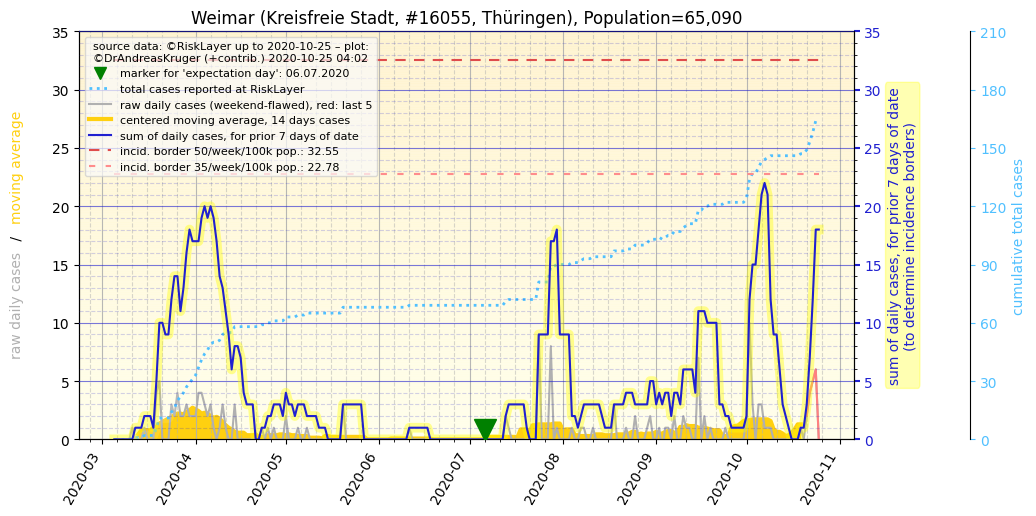 Weimar (Kreisfreie Stadt, #16055, Thüringen), Population=65,090
source data: ©RiskLayer up to 2020-10-25 – plot:
©DrAndreasKruger (+contrib.) 2020-10-25 04:02
marker for 'expectation day': 06.07.2020
total cases reported at RiskLayer
raw daily cases (weekend-flawed), red: last 5
centered moving average, 14 days cases
sum of daily cases, for prior 7 days of date
incid. border 50/week/100k pop.: 32.55
incid. border 35/week/100k pop.: 22.78
raw daily cases / moving average
35
30
25
20
15
10
5
0
2020-03
2020-04
2020-05
2020-06
2020-07
2020-08
2020-09
2020-10
2020-11
35
30
25
20
15
10
5
0
sum of daily cases, for prior 7 days of date
(to determine incidence borders)
210
180
150
120
90
60
30
0
cumulative total cases